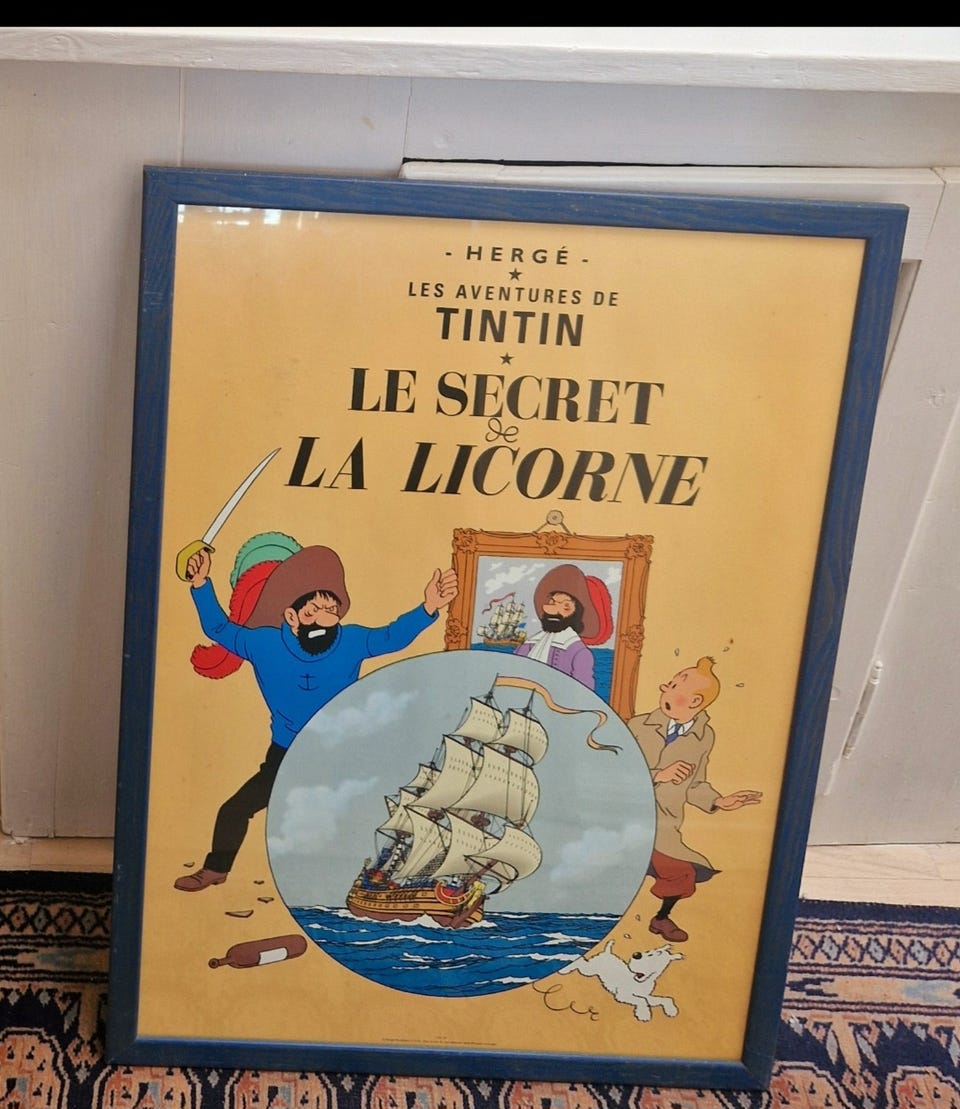 - HERGÉ -
LES AVENTURES DE
TINTIN
LE SECRET
de
LA LICORNE